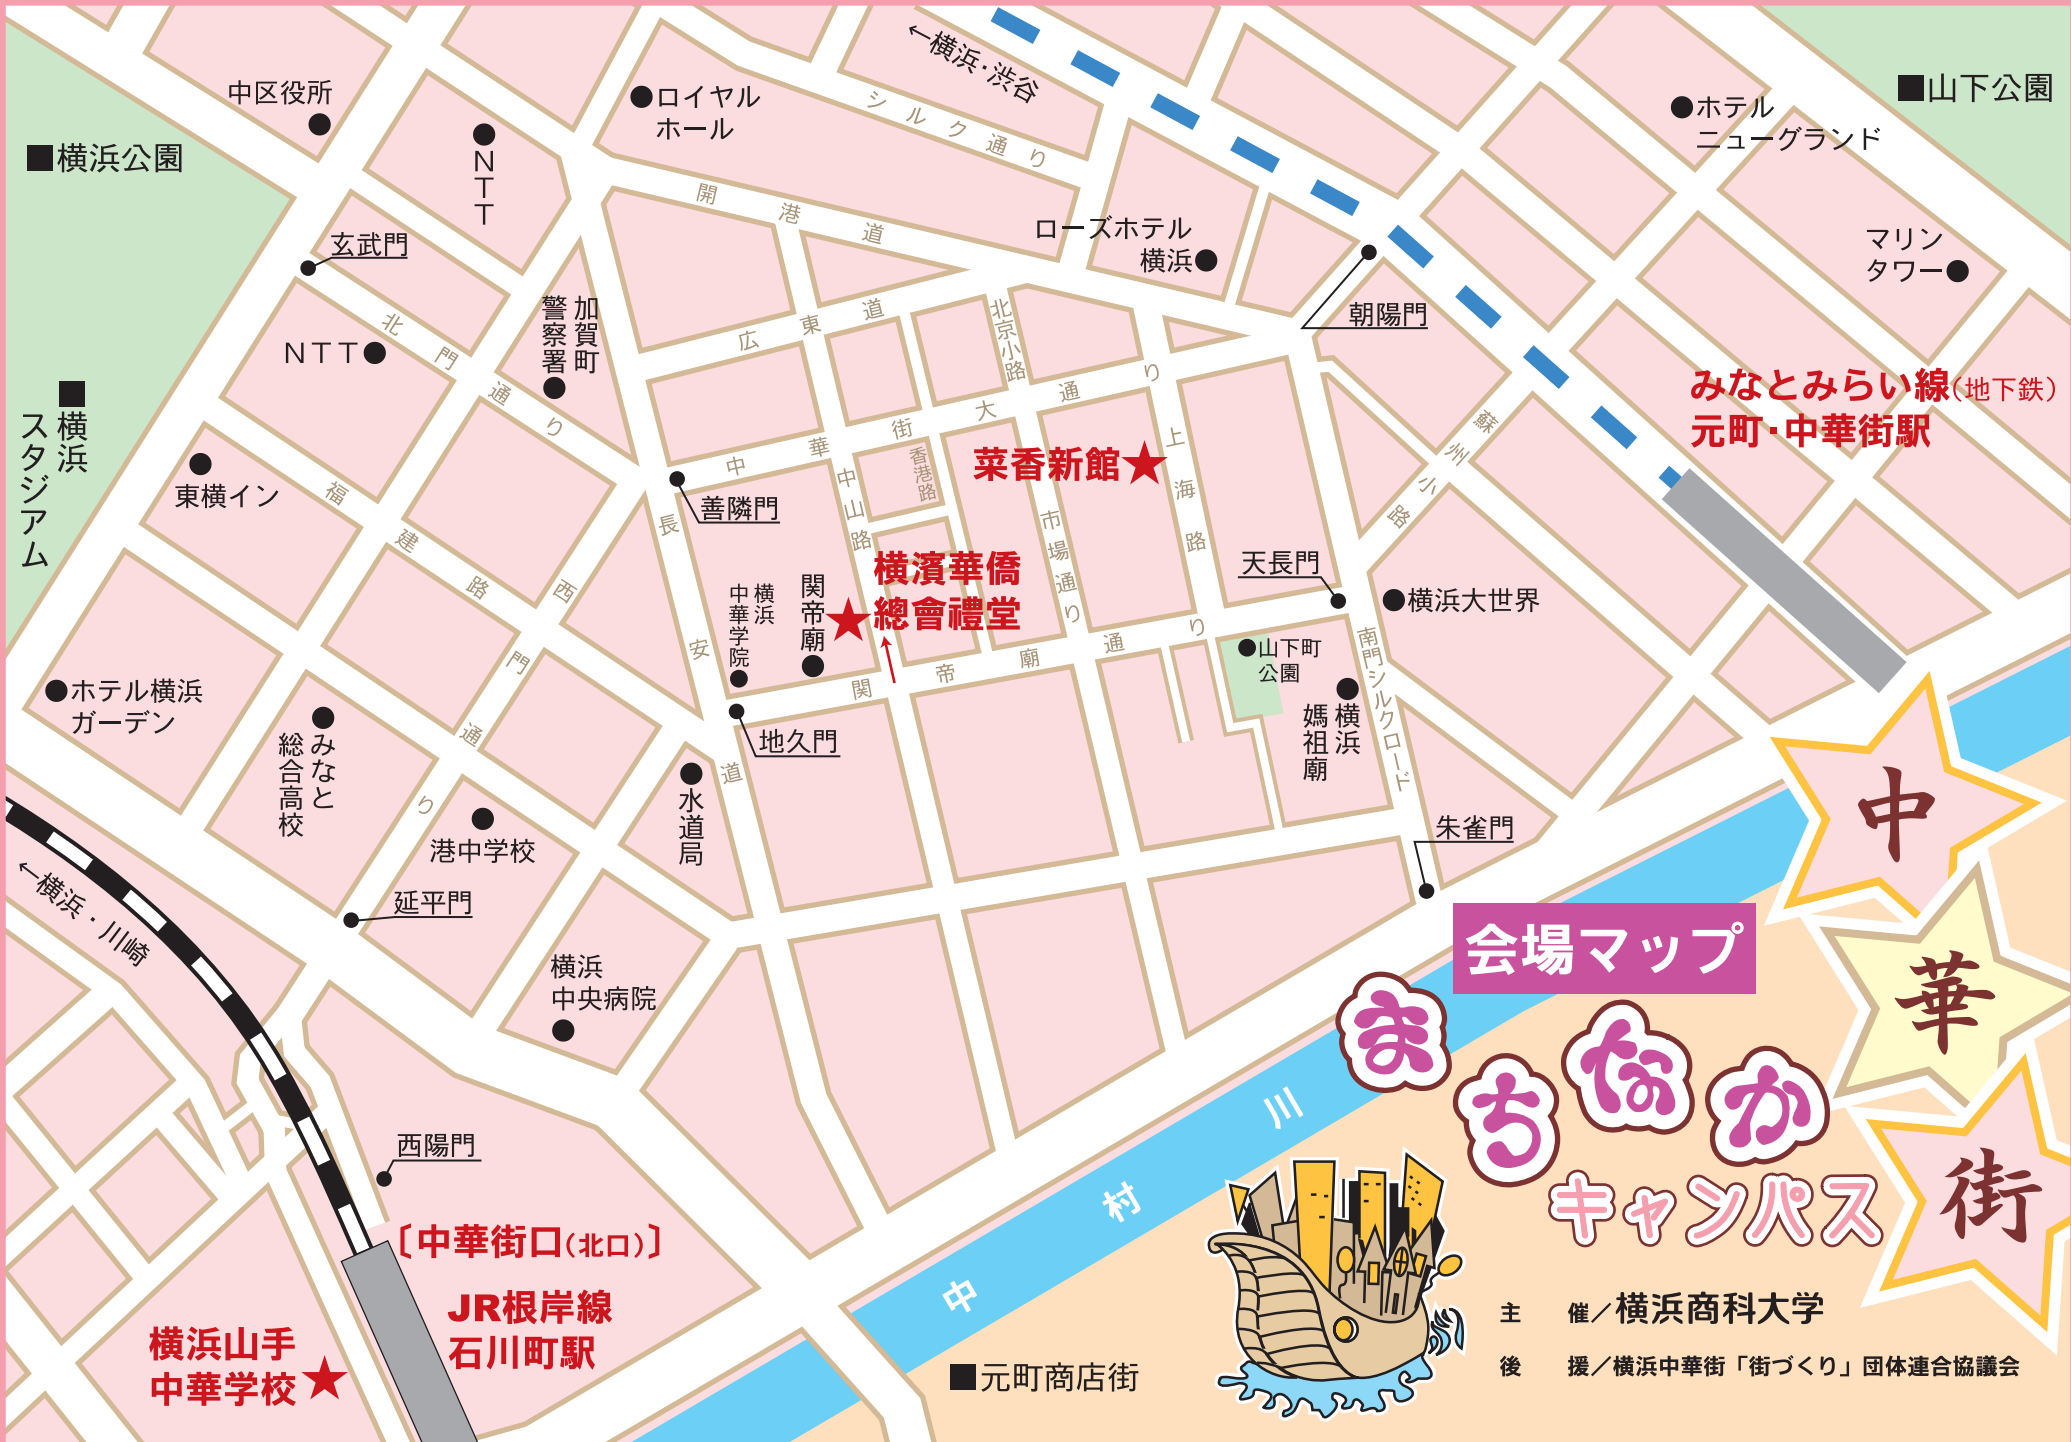 ←横浜・渋谷
中区役所
■横浜公園
NTT
ロイヤル
ホール
シルク通り
■山下公園
ホテル
ニューグランド
玄武門
開港道
ローズホテル
横浜
マリン
タワー
朝陽門
NTT
北門通り
加賀町
警察署
広東道
北京小路
■横浜
スタジアム
東横イン
福建路
中華街大通り
香港路
中山路
市場通り
上海路
蘇州小路
みなとみらい線(地下鉄)
元町・中華街駅
菜香新館★
善隣門
長安道
西門通り
横浜
中華学院
関帝廟
★横濱華僑
總會禮堂
天長門
横浜大世界
関帝廟通り
山下町
公園
南門シルクロード
横浜
媽祖廟
ホテル横浜
ガーデン
みなと
総合高校
地久門
水道局
港中学校
延平門
朱雀門
←横浜・川崎
横浜
中央病院
西陽門
〔中華街口(北口)〕
JR根岸線
石川町駅
横浜山手
中華学校★
中村川
■元町商店街
中華街
会場マップ
まちなか
キャンパス
主　催／横浜商科大学
後　援／横浜中華街「街づくり」団体連合協議会